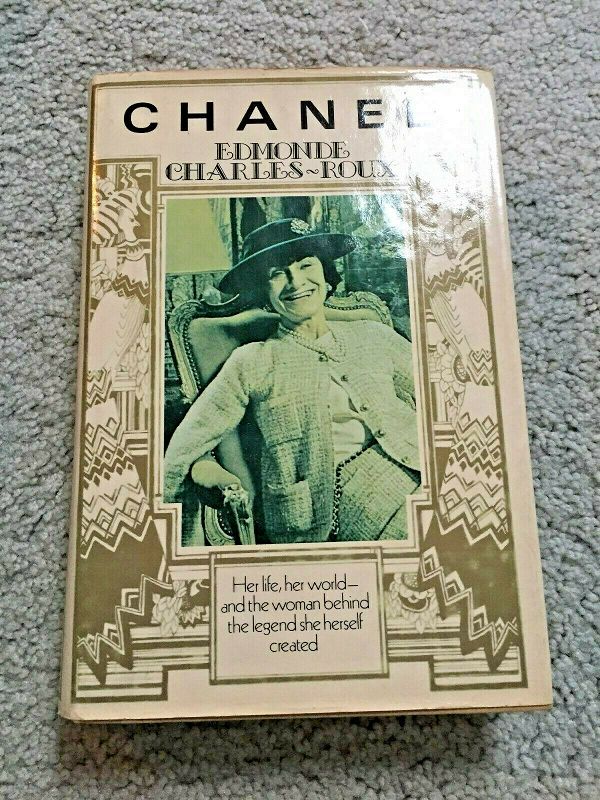 CHANEL
EDMONDE
CHARLES~ROUX
Her life, her world—
and the woman behind
the legend she herself
created